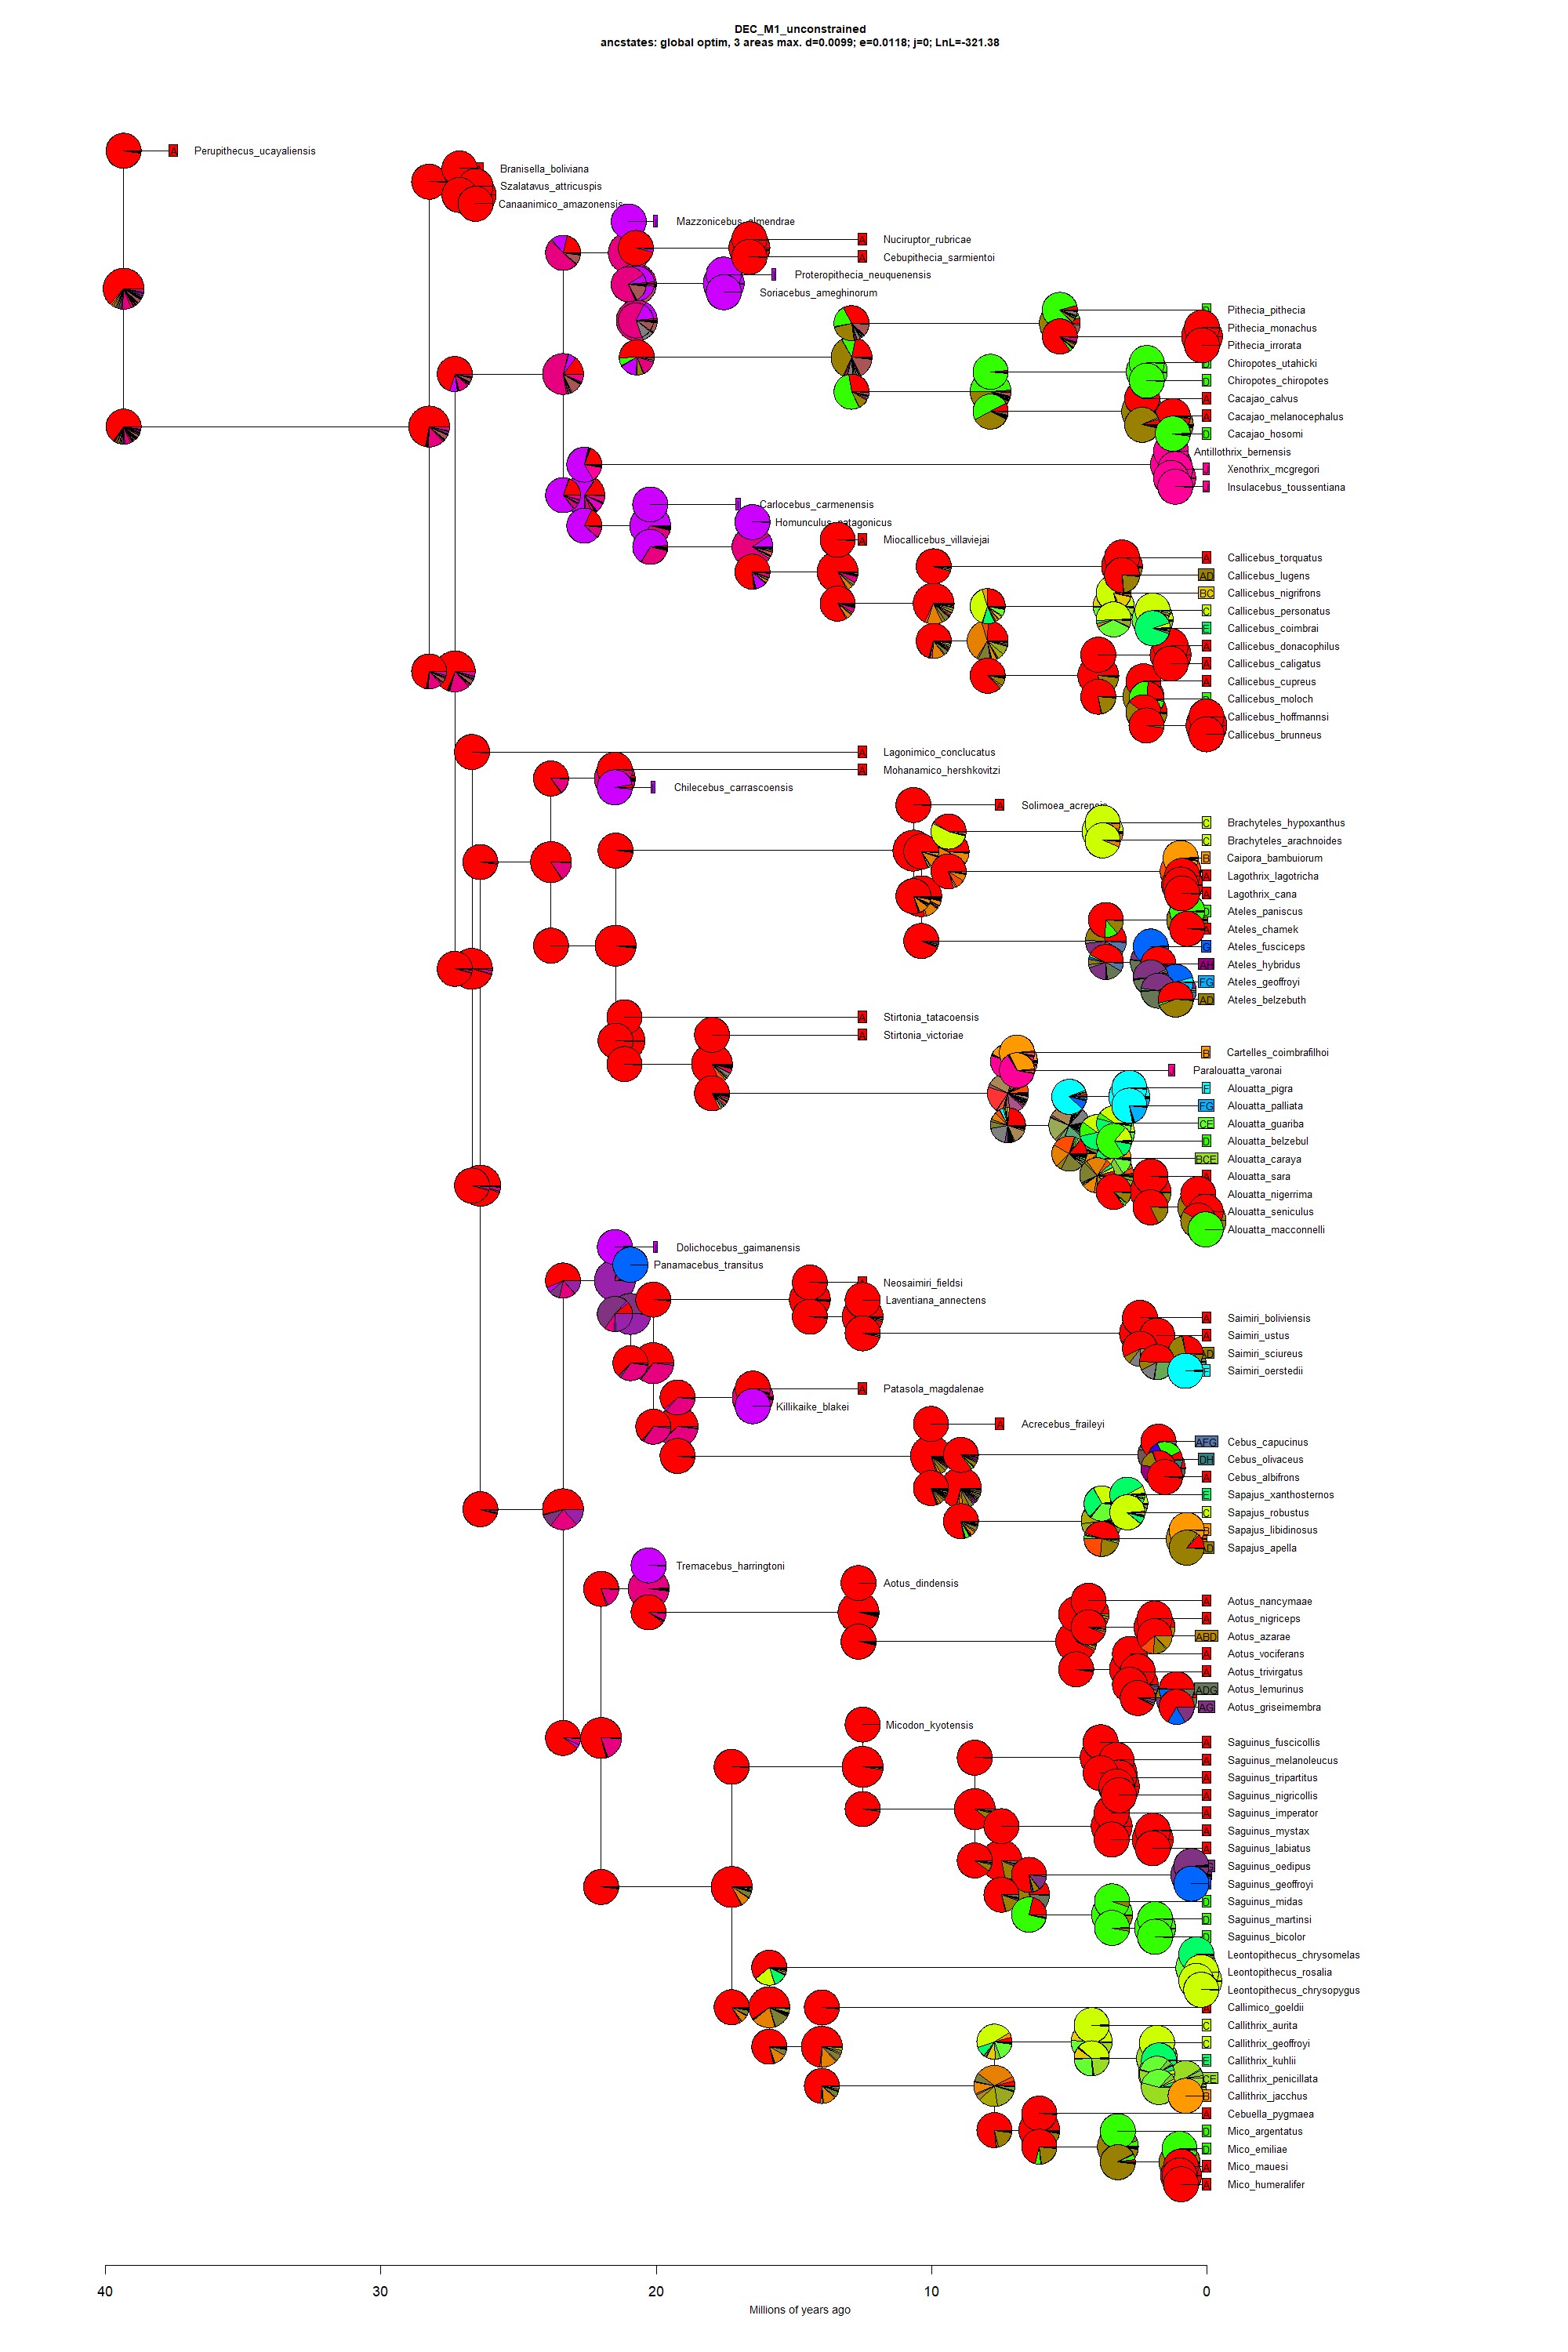 DEC_M1_unconstrained
ancstates: global optim, 3 areas max. d=0.0099; e=0.0118; j=0; LnL=-321.38
A Perupithecus_ucayaliensis
Branisella_boliviana
Szalatavus_attricuspis
Canaanimico_amazonensis
Mazzonicebus_almendrae
A Nuciruptor_rubricae
A Cebupithecia_sarmientoi
Proteropithecia_neuquenensis
Soriacebus_ameghinorum
Pithecia_pithecia
Pithecia_monachus
Pithecia_irrorata
D Chiropotes_utahicki
D Chiropotes_chiropotes
A Cacajao_calvus
A Cacajao_melanocephalus
D Cacajao_hosomi
Antillothrix_bernensis
Xenothrix_mcgregori
Insulacebus_toussentiana
Carlocebus_carmenensis
Homunculus_patagonicus
A Miocallicebus_villaviejai
A Callicebus_torquatus
AD Callicebus_lugens
BC Callicebus_nigrifrons
C Callicebus_personatus
E Callicebus_coimbrai
A Callicebus_donacophilus
A Callicebus_caligatus
A Callicebus_cupreus
Callicebus_moloch
Callicebus_hoffmannsi
Callicebus_brunneus
A Lagonimico_conclucatus
A Mohanamico_hershkovitzi
Chilecebus_carrascoensis
A Solimoea_acrensis
C Brachyteles_hypoxanthus
C Brachyteles_arachnoides
B Caipora_bambuiorum
A Lagothrix_lagotricha
A Lagothrix_cana
D Ateles_paniscus
A Ateles_chamek
G Ateles_fusciceps
AH Ateles_hybridus
FG Ateles_geoffroyi
AD Ateles_belzebuth
A Stirtonia_tatacoensis
A Stirtonia_victoriae
B Cartelles_coimbrafilhoi
Paralouatta_varonai
F Alouatta_pigra
FG Alouatta_palliata
CE Alouatta_guariba
D Alouatta_belzebul
BCE Alouatta_caraya
A Alouatta_sara
Alouatta_nigerrima
Alouatta_seniculus
Alouatta_macconnelli
Dolichocebus_gaimanensis
Panamacebus_transitus
Neosaimiri_fieldsi
Laventiana_annectens
A Saimiri_boliviensis
A Saimiri_ustus
AD Saimiri_sciureus
F Saimiri_oerstedii
A Patasola_magdalenae
Killikaike_blakei
A Acrecebus_fraileyi
AFG Cebus_capucinus
DH Cebus_olivaceus
A Cebus_albifrons
E Sapajus_xanthosternos
C Sapajus_robustus
B Sapajus_libidinosus
AD Sapajus_apella
Tremacebus_harringtoni
Aotus_dindensis
A Aotus_nancymaae
A Aotus_nigriceps
ABD Aotus_azarae
A Aotus_vociferans
A Aotus_trivirgatus
ADG Aotus_lemurinus
AG Aotus_griseimembra
Micodon_kyotensis
A Saguinus_fuscicollis
A Saguinus_melanoleucus
A Saguinus_tripartitus
A Saguinus_nigricollis
A Saguinus_imperator
A Saguinus_mystax
A Saguinus_labiatus
Saguinus_oedipus
Saguinus_geoffroyi
D Saguinus_midas
D Saguinus_martinsi
D Saguinus_bicolor
Leontopithecus_chrysomelas
Leontopithecus_rosalia
Leontopithecus_chrysopygus
A Callimico_goeldii
C Callithrix_aurita
C Callithrix_geoffroyi
E Callithrix_kuhlii
CE Callithrix_penicillata
B Callithrix_jacchus
A Cebuella_pygmaea
D Mico_argentatus
D Mico_emiliae
A Mico_mauesi
A Mico_humeralifer
40 30 20 10 0
Millions of years ago